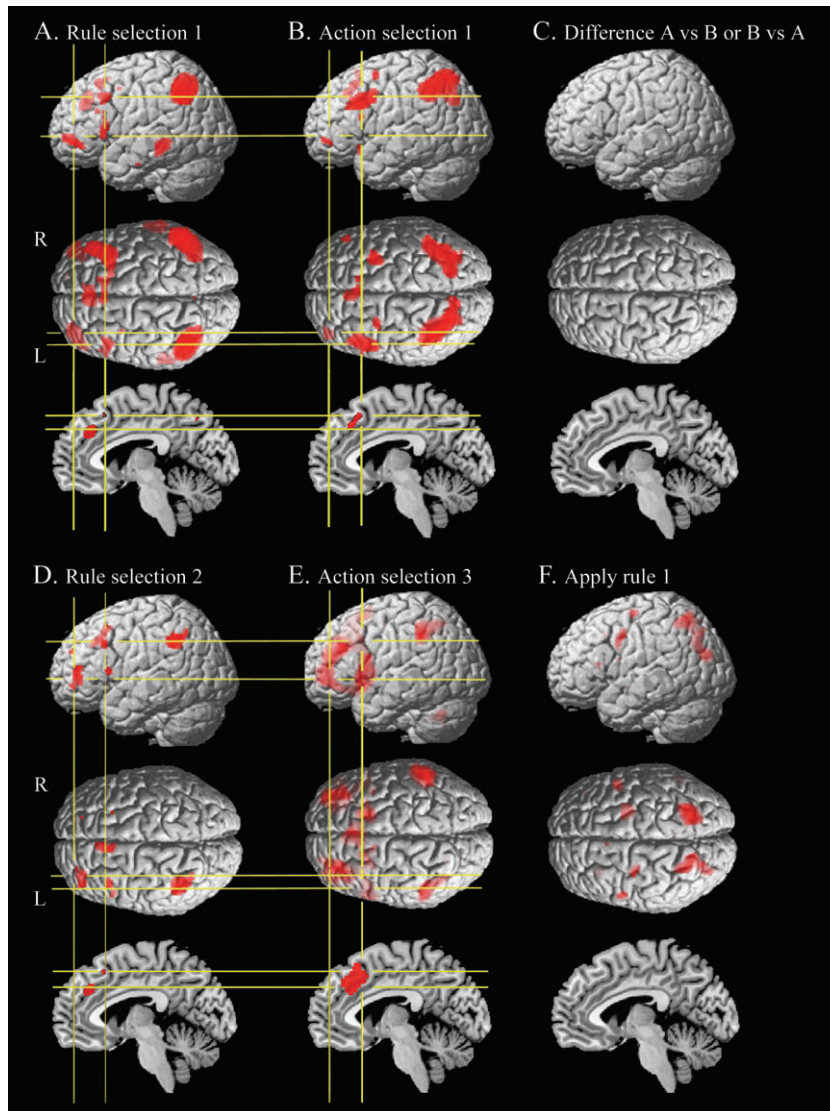 A. Rule selection 1
B. Action selection 1
C. Difference A vs B or B vs A
R
L
D. Rule selection 2
E. Action selection 3
F. Apply rule 1
R
L